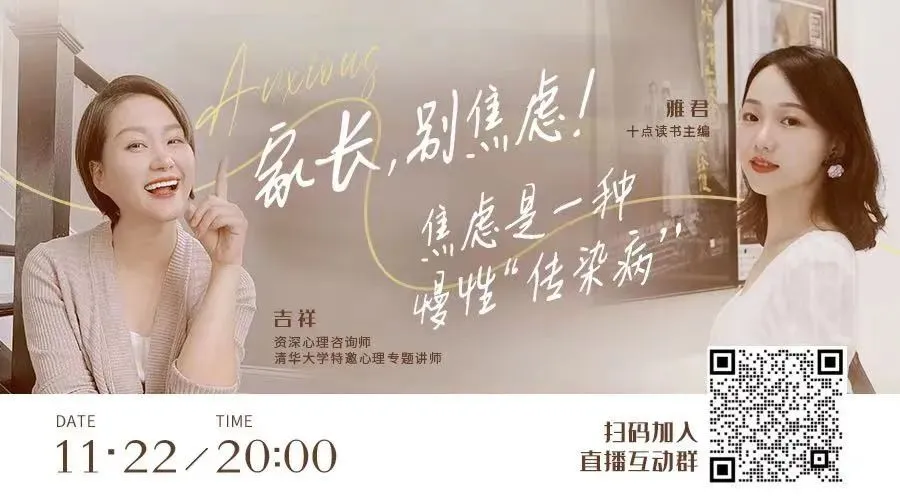 Anxious
家长,别焦虑!
焦虑是一种
慢性“传染病”
雅君
十点读书主编
吉祥
资深心理咨询师
清华大学特邀心理专题讲师
DATE
TIME
11·22/20:00
扫码加入
直播互动群